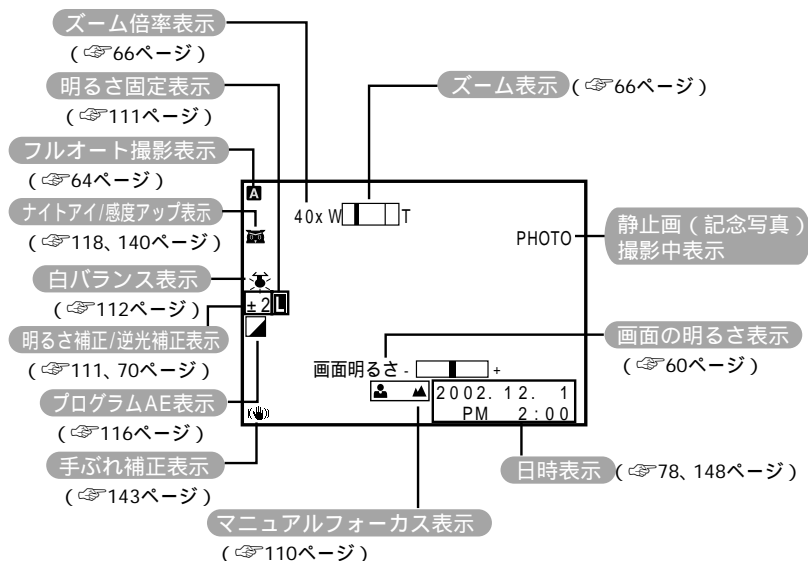 ズーム倍率表示
(☞66ページ)
明るさ固定表示
(☞111ページ)
フルオート撮影表示
(☞64ページ)
ナイトアイ/感度アップ表示
(☞118、140ページ)
白バランス表示
(☞112ページ)
明るさ補正/逆光補正表示
(☞111、70ページ)
プログラムAE表示
(☞116ページ)
手ぶれ補正表示
(☞143ページ)
マニュアルフォーカス表示
(☞110ページ)
ズーム表示(☞66ページ)
静止画(記念写真)
撮影中表示
画面の明るさ表示
(☞60ページ)
日時表示(☞78、148ページ)
A
40x W T
PHOTO
±2 L
画面明るさ - +
2002.12. 1
PM 2:00